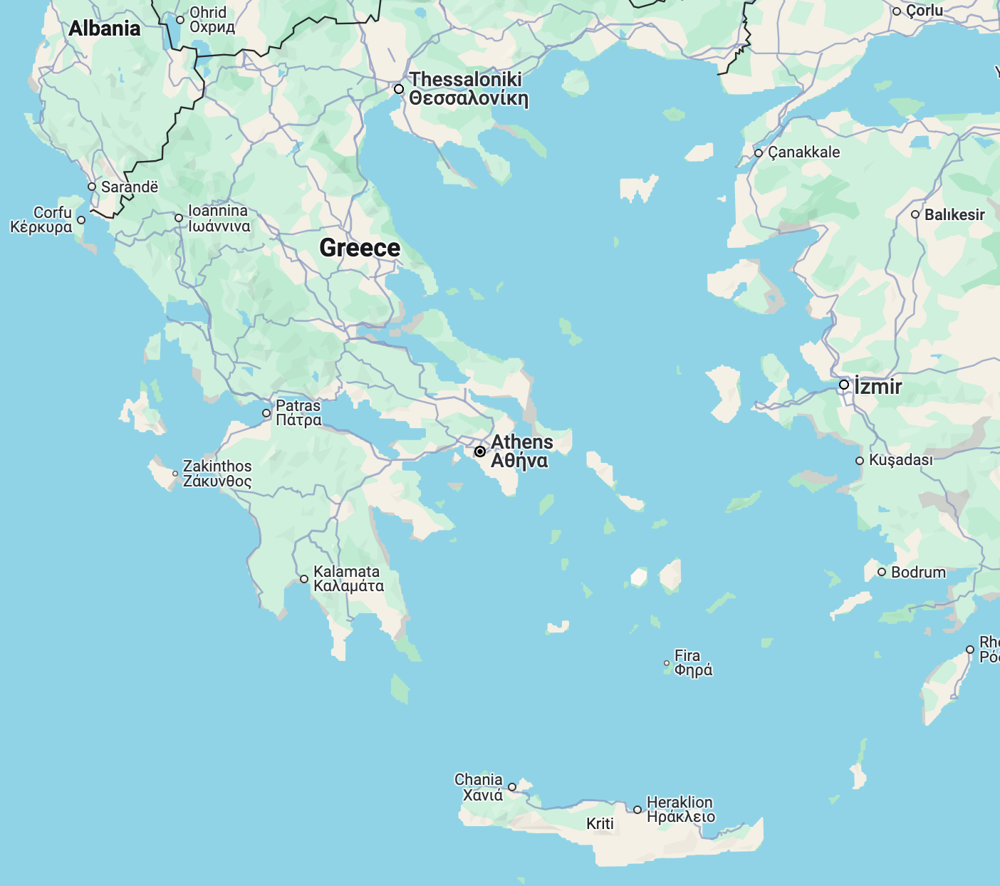 Ohrid
Охрид
Çorlu
Albania
Thessaloniki
Θεσσαλονίκη
Çanakkale
Sarandë
Corfu
Κέρκυρα
Ioannina
Ιωάννινα
Balıkesir
Greece
İzmir
Patras
Πάτρα
Athens
Αθήνα
Zakinthos
Ζάκυνθος
Kuşadası
Kalamata
Καλαμάτα
Bodrum
Fira
Φηρά
Chania
Χανιά
Heraklion
Ηράκλειο
Kriti